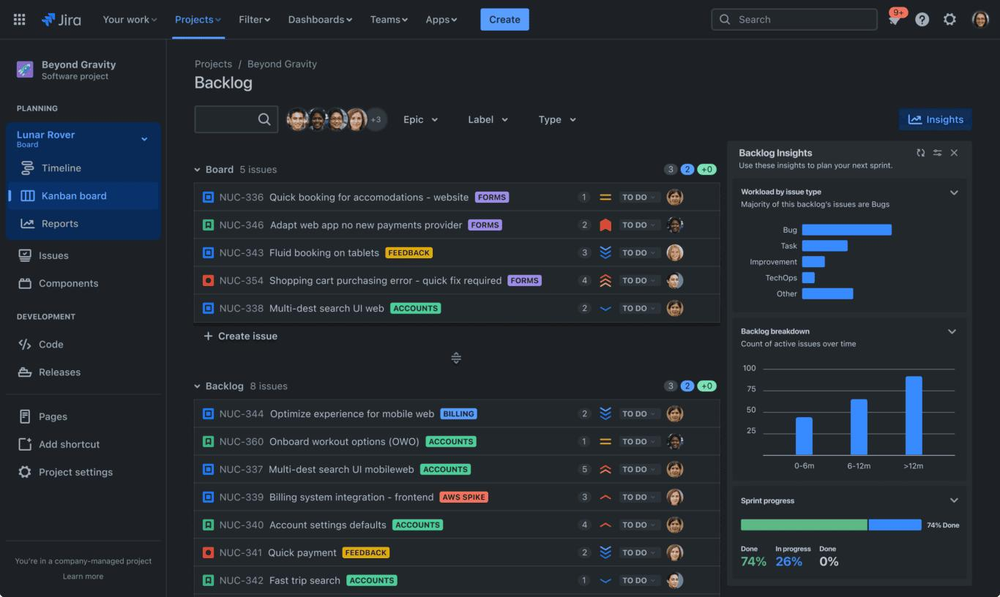 Jira
Your work
Projects
Filter
Dashboards
Teams
Apps
Create
Search
9+
Beyond Gravity
Software project
PLANNING
Lunar Rover
Board
Timeline
Kanban board
Reports
Issues
Components
DEVELOPMENT
Code
Releases
Pages
Add shortcut
Project settings
You're in a company-managed project
Learn more
Projects / Beyond Gravity
Backlog
+3
Epic
Label
Type
Insights
Board 5 issues 3 2 +0
NUC-336 Quick booking for accomodations - website FORMS 1 TO DO
NUC-346 Adapt web app no new payments provider FORMS 2 TO DO
NUC-343 Fluid booking on tablets FEEDBACK 3 TO DO
NUC-354 Shopping cart purchasing error - quick fix required FORMS 4 TO DO
NUC-338 Multi-dest search UI web ACCOUNTS 2 TO DO
+ Create issue
Backlog 8 issues 3 2 +0
NUC-344 Optimize experience for mobile web BILLING 2 TO DO
NUC-360 Onboard workout options (OWO) ACCOUNTS 1 TO DO
NUC-337 Multi-dest search UI mobileweb ACCOUNTS 5 TO DO
NUC-339 Billing system integration - frontend AWS SPIKE 3 TO DO
NUC-340 Account settings defaults ACCOUNTS 4 TO DO
NUC-341 Quick payment FEEDBACK 2 TO DO
NUC-342 Fast trip search ACCOUNTS 1 TO DO
Backlog Insights
Use these insights to plan your next sprint.
Workload by issue type
Majority of this backlog's issues are Bugs
Bug
Task
Improvement
TechOps
Other
Backlog breakdown
Count of active issues over time
100
75
50
25
0-6m 6-12m >12m
Sprint progress
74% Done
Done In progress Done
74% 26% 0%